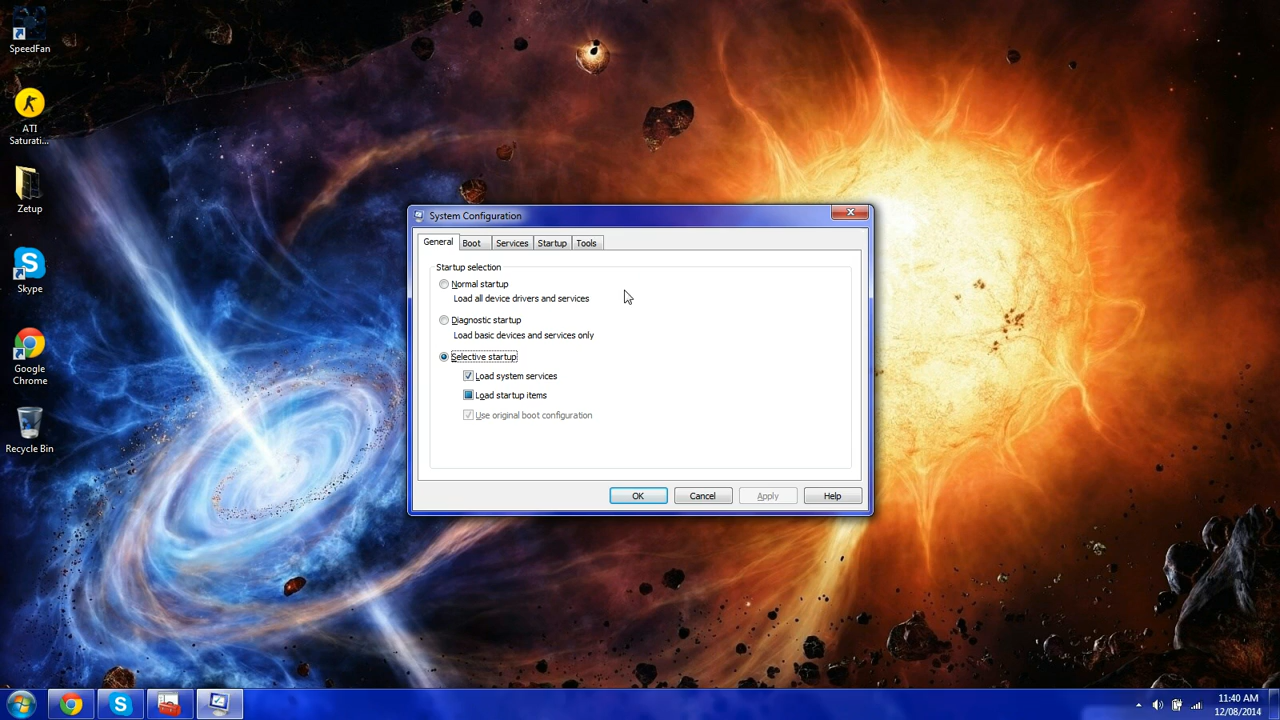 SpeedFan
ATI
Saturati...
Zetup
Skype
Google
Chrome
Recycle Bin
System Configuration
General Boot Services Startup Tools
Startup selection
Normal startup
Load all device drivers and services
Diagnostic startup
Load basic devices and services only
Selective startup
Load system services
Load startup items
Use original boot configuration
OK Cancel Apply Help
11:40 AM
12/08/2014